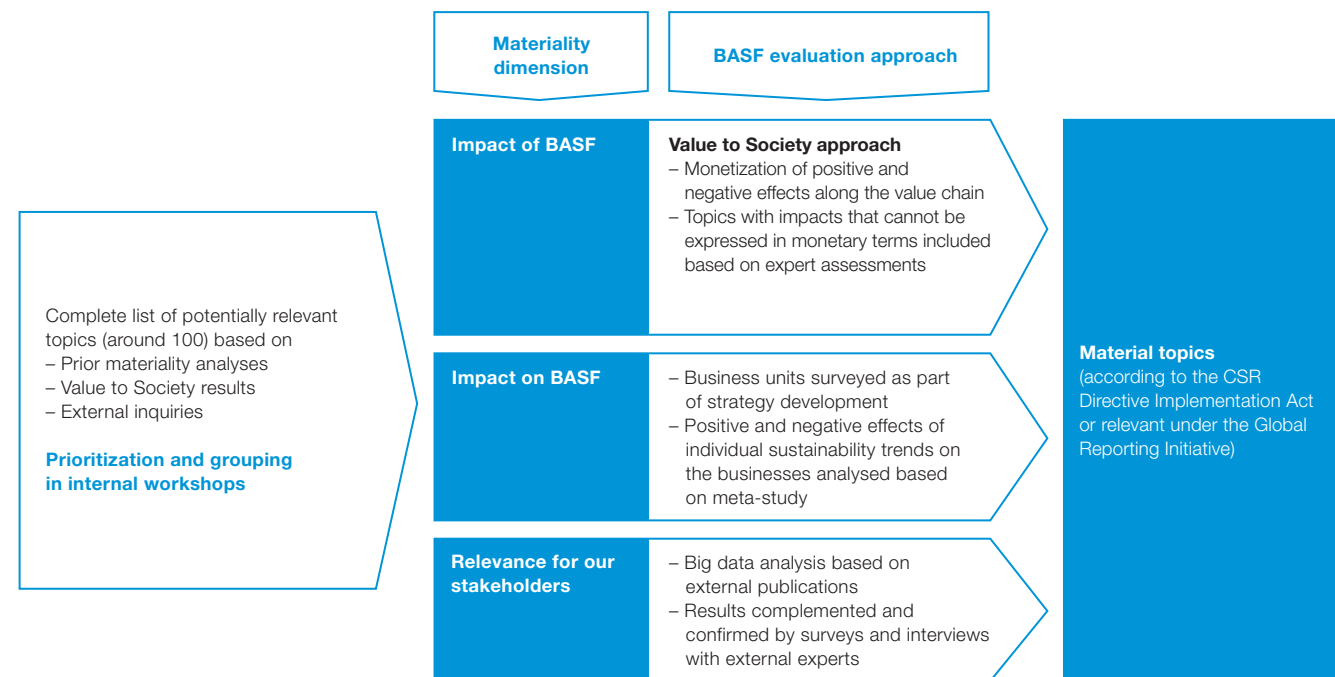 Materiality
dimension
BASF evaluation approach
Complete list of potentially relevant
topics (around 100) based on
– Prior materiality analyses
– Value to Society results
– External inquiries
Prioritization and grouping
in internal workshops
Impact of BASF
Value to Society approach
– Monetization of positive and
negative effects along the value chain
– Topics with impacts that cannot be
expressed in monetary terms included
based on expert assessments
Impact on BASF
– Business units surveyed as part
of strategy development
– Positive and negative effects of
individual sustainability trends on
the businesses analysed based
on meta-study
Relevance for our
stakeholders
– Big data analysis based on
external publications
– Results complemented and
confirmed by surveys and interviews
with external experts
Material topics
(according to the CSR
Directive Implementation Act
or relevant under the Global
Reporting Initiative)